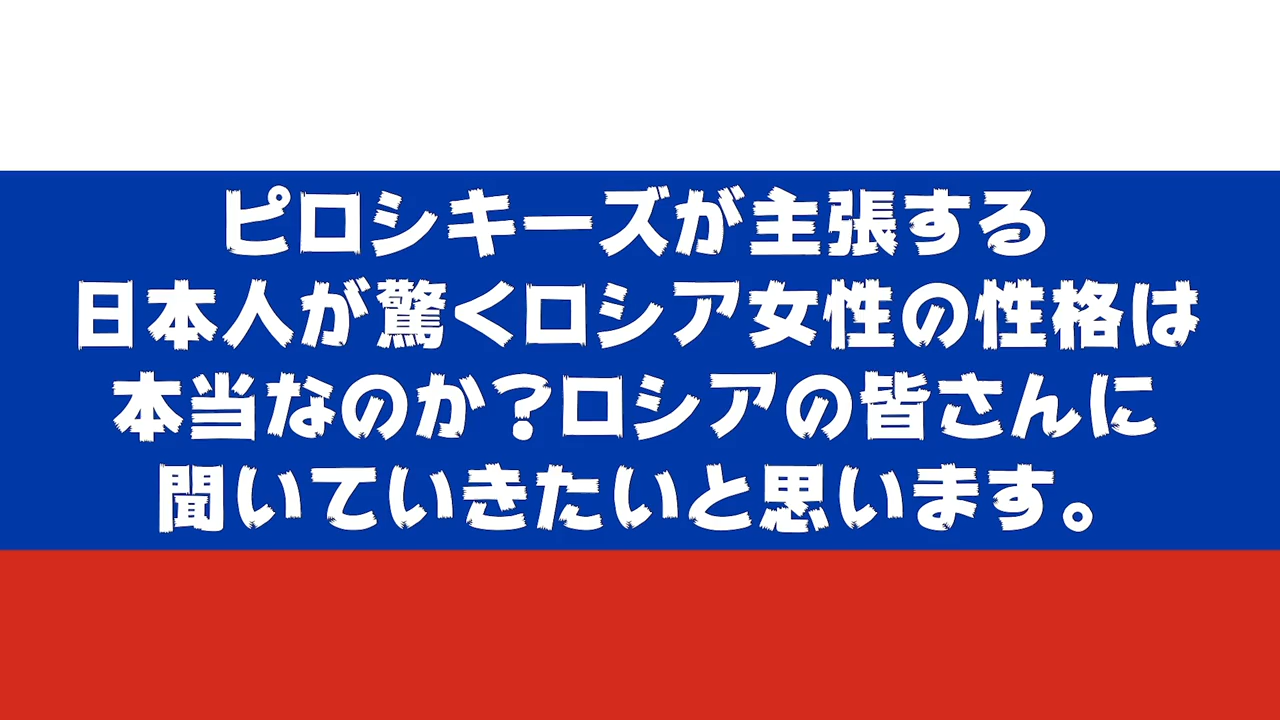 ピロシキーズが主張する
日本人が驚くロシア女性の性格は
本当なのか?ロシアの皆さんに
聞いていきたいと思います。